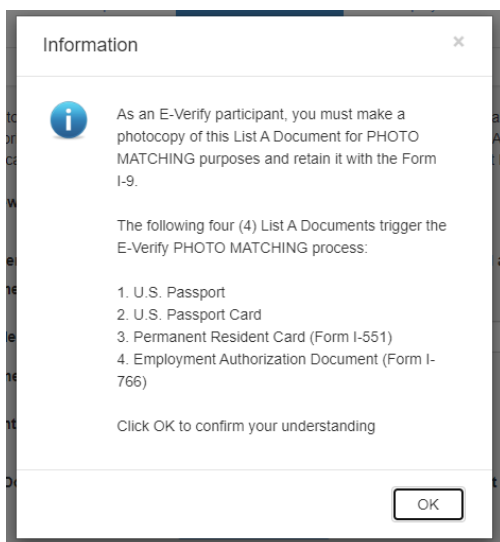 Information
×
As an E-Verify participant, you must make a
photocopy of this List A Document for PHOTO
MATCHING purposes and retain it with the Form
I-9.
The following four (4) List A Documents trigger the
E-Verify PHOTO MATCHING process:
1. U.S. Passport
2. U.S. Passport Card
3. Permanent Resident Card (Form I-551)
4. Employment Authorization Document (Form I-
766)
Click OK to confirm your understanding
OK